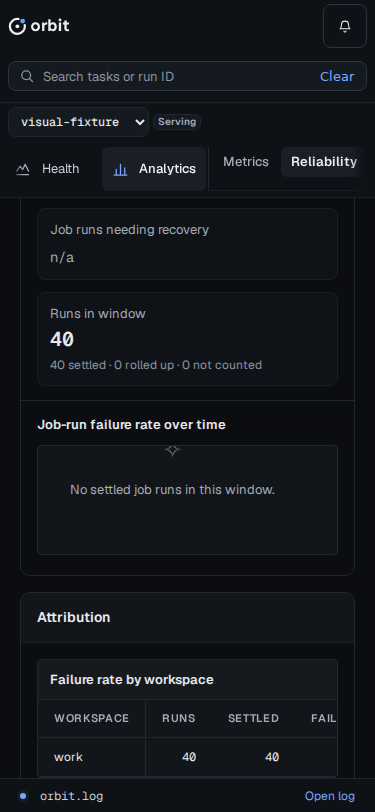 orbit
Search tasks or run ID
Clear
visual-fixture
Serving
Health
Analytics
Metrics
Reliability
Job runs needing recovery
n/a
Runs in window
40
40 settled · 0 rolled up · 0 not counted
Job-run failure rate over time
No settled job runs in this window.
Attribution
Failure rate by workspace
WORKSPACE RUNS SETTLED FAIL
work 40 40
orbit.log
Open log